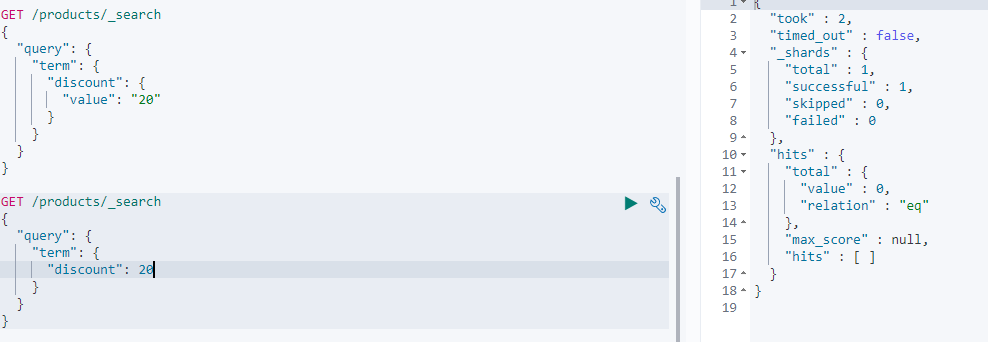 GET /products/_search
{
  "query": {
    "term": {
      "discount": {
        "value": "20"
      }
    }
  }
}
GET /products/_search
{
  "query": {
    "term": {
      "discount": 20
    }
  }
}
1 {
2   "took" : 2,
3   "timed_out" : false,
4   "_shards" : {
5     "total" : 1,
6     "successful" : 1,
7     "skipped" : 0,
8     "failed" : 0
9   },
10   "hits" : {
11     "total" : {
12       "value" : 0,
13       "relation" : "eq"
14     },
15     "max_score" : null,
16     "hits" : [ ]
17   }
18 }
19